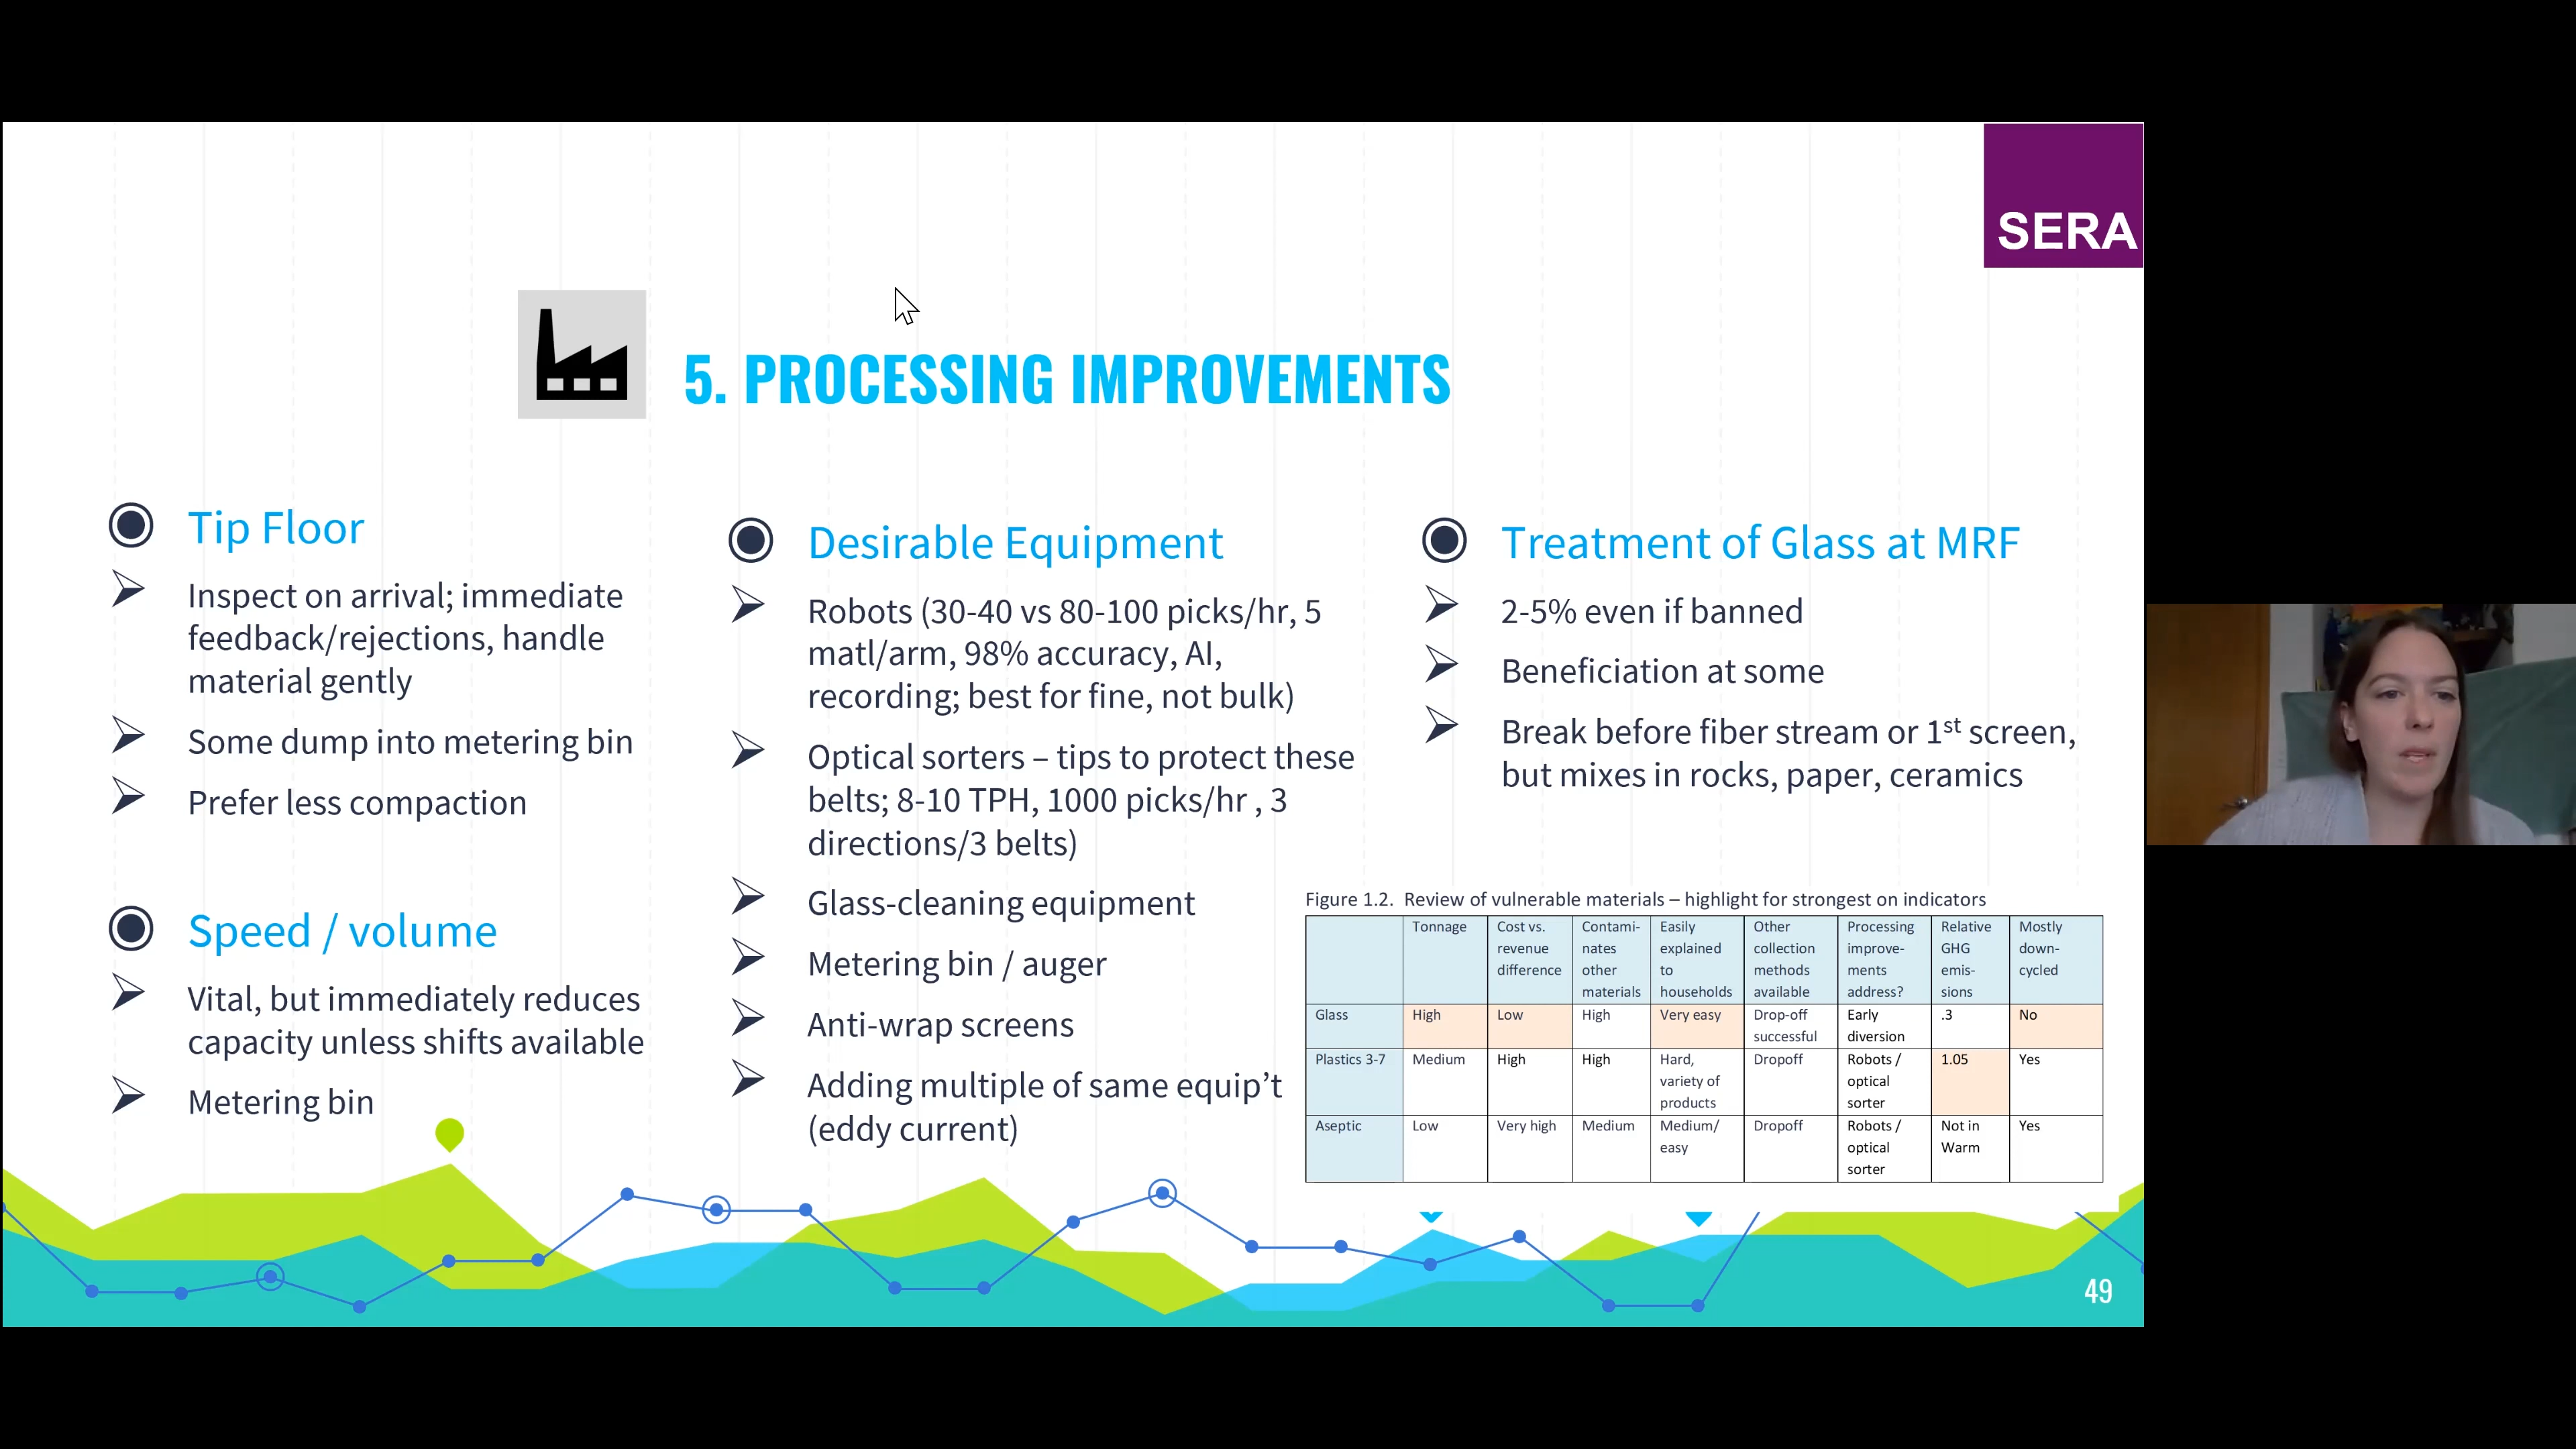 SERA
5. PROCESSING IMPROVEMENTS
Tip Floor
Inspect on arrival; immediate
feedback/rejections, handle
material gently
Some dump into metering bin
Prefer less compaction
Speed / volume
Vital, but immediately reduces
capacity unless shifts available
Metering bin
Desirable Equipment
Robots (30-40 vs 80-100 picks/hr, 5
matl/arm, 98% accuracy, AI,
recording; best for fine, not bulk)
Optical sorters – tips to protect these
belts; 8-10 TPH, 1000 picks/hr , 3
directions/3 belts)
Glass-cleaning equipment
Metering bin / auger
Anti-wrap screens
Adding multiple of same equip’t
(eddy current)
Treatment of Glass at MRF
2-5% even if banned
Beneficiation at some
Break before fiber stream or 1st screen,
but mixes in rocks, paper, ceramics
Figure 1.2. Review of vulnerable materials – highlight for strongest on indicators
Tonnage Cost vs. Contami- Easily Other Processing Relative Mostly
revenue nates explained collection improve- GHG down-
difference other to methods ments emis- cycled
materials households available address? sions
Glass High Low High Very easy Drop-off Early .3 No
successful diversion
Plastics 3-7 Medium High High Hard, Dropoff Robots / 1.05 Yes
variety of optical
products sorter
Aseptic Low Very high Medium Medium/ Dropoff Robots / Not in Yes
easy optical Warm
sorter
49